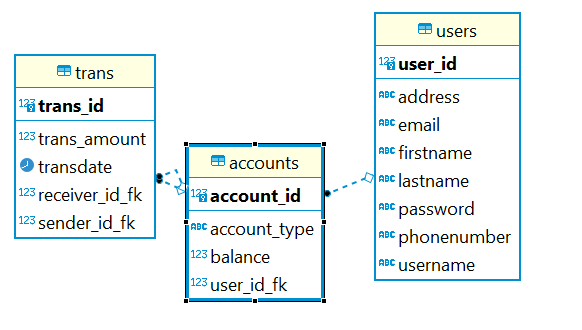 trans
123 trans_id
123 trans_amount
transdate
123 receiver_id_fk
123 sender_id_fk
accounts
123 account_id
ABC account_type
123 balance
123 user_id_fk
users
123 user_id
ABC address
ABC email
ABC firstname
ABC lastname
ABC password
ABC phonenumber
ABC username